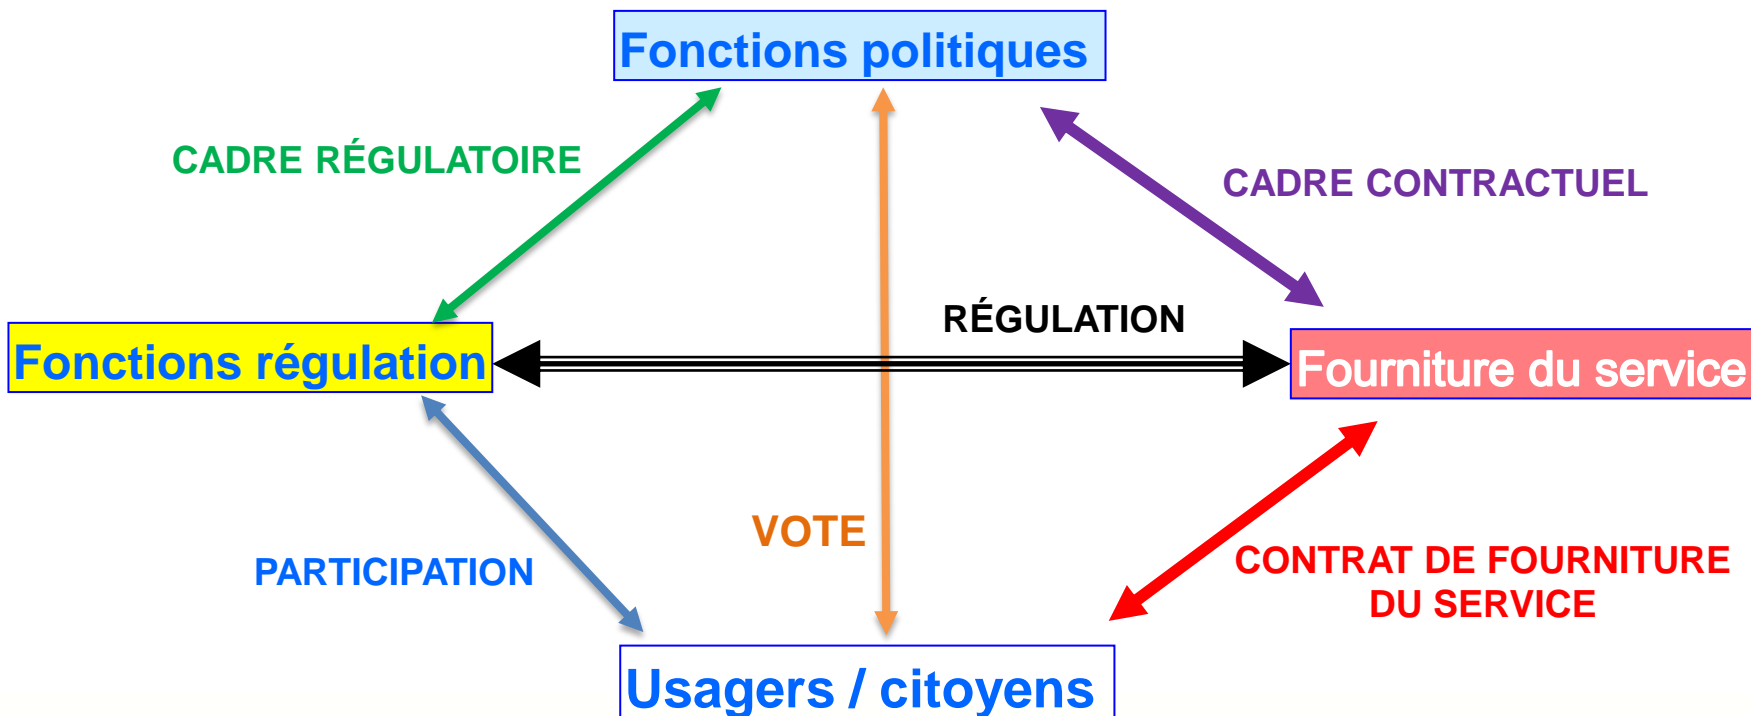 Fonctions politiques
CADRE RÉGULATOIRE
CADRE CONTRACTUEL
RÉGULATION
Fonctions régulation
Fourniture du service
VOTE
PARTICIPATION
CONTRAT DE FOURNITURE
DU SERVICE
Usagers / citoyens